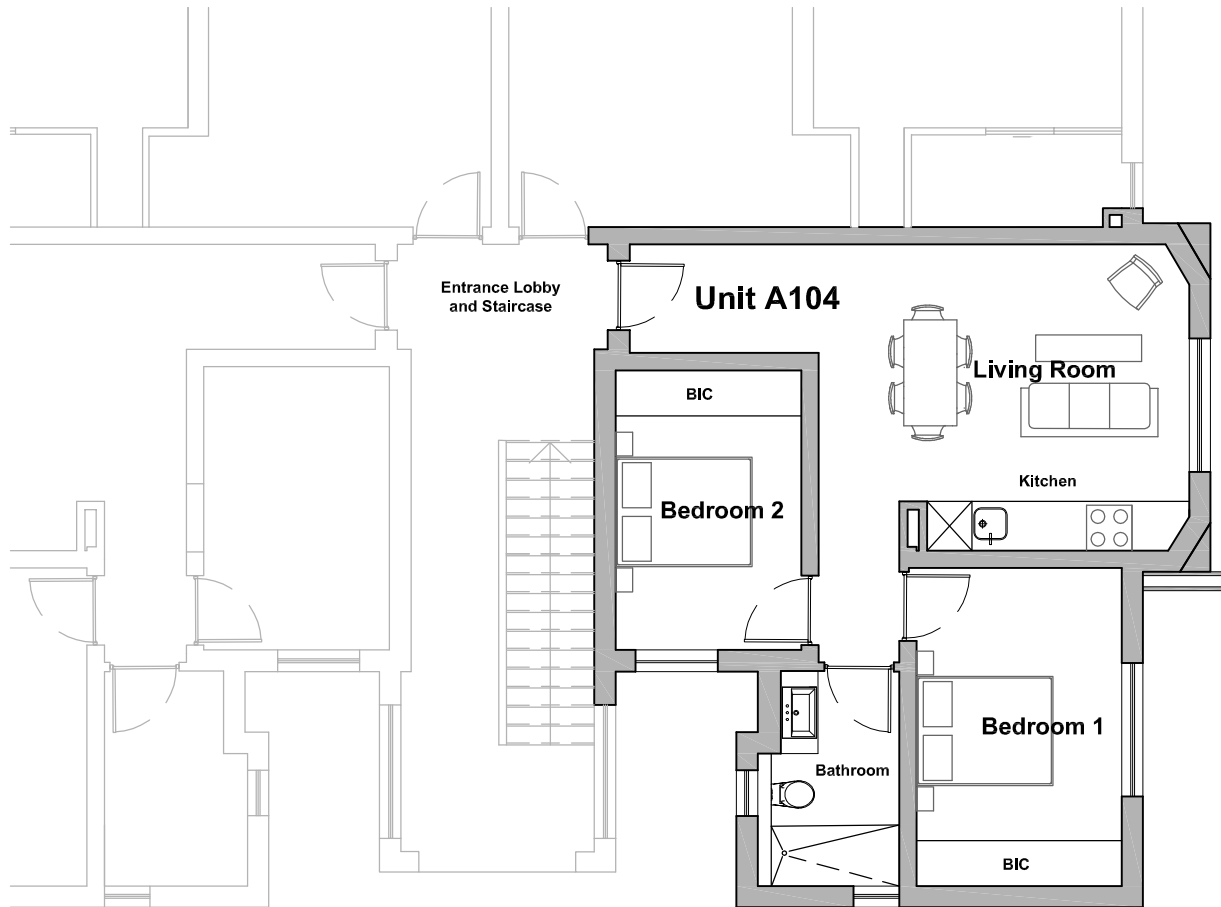 Entrance Lobby
and Staircase
Unit A104
Living Room
BIC
Kitchen
Bedroom 2
Bedroom 1
Bathroom
BIC